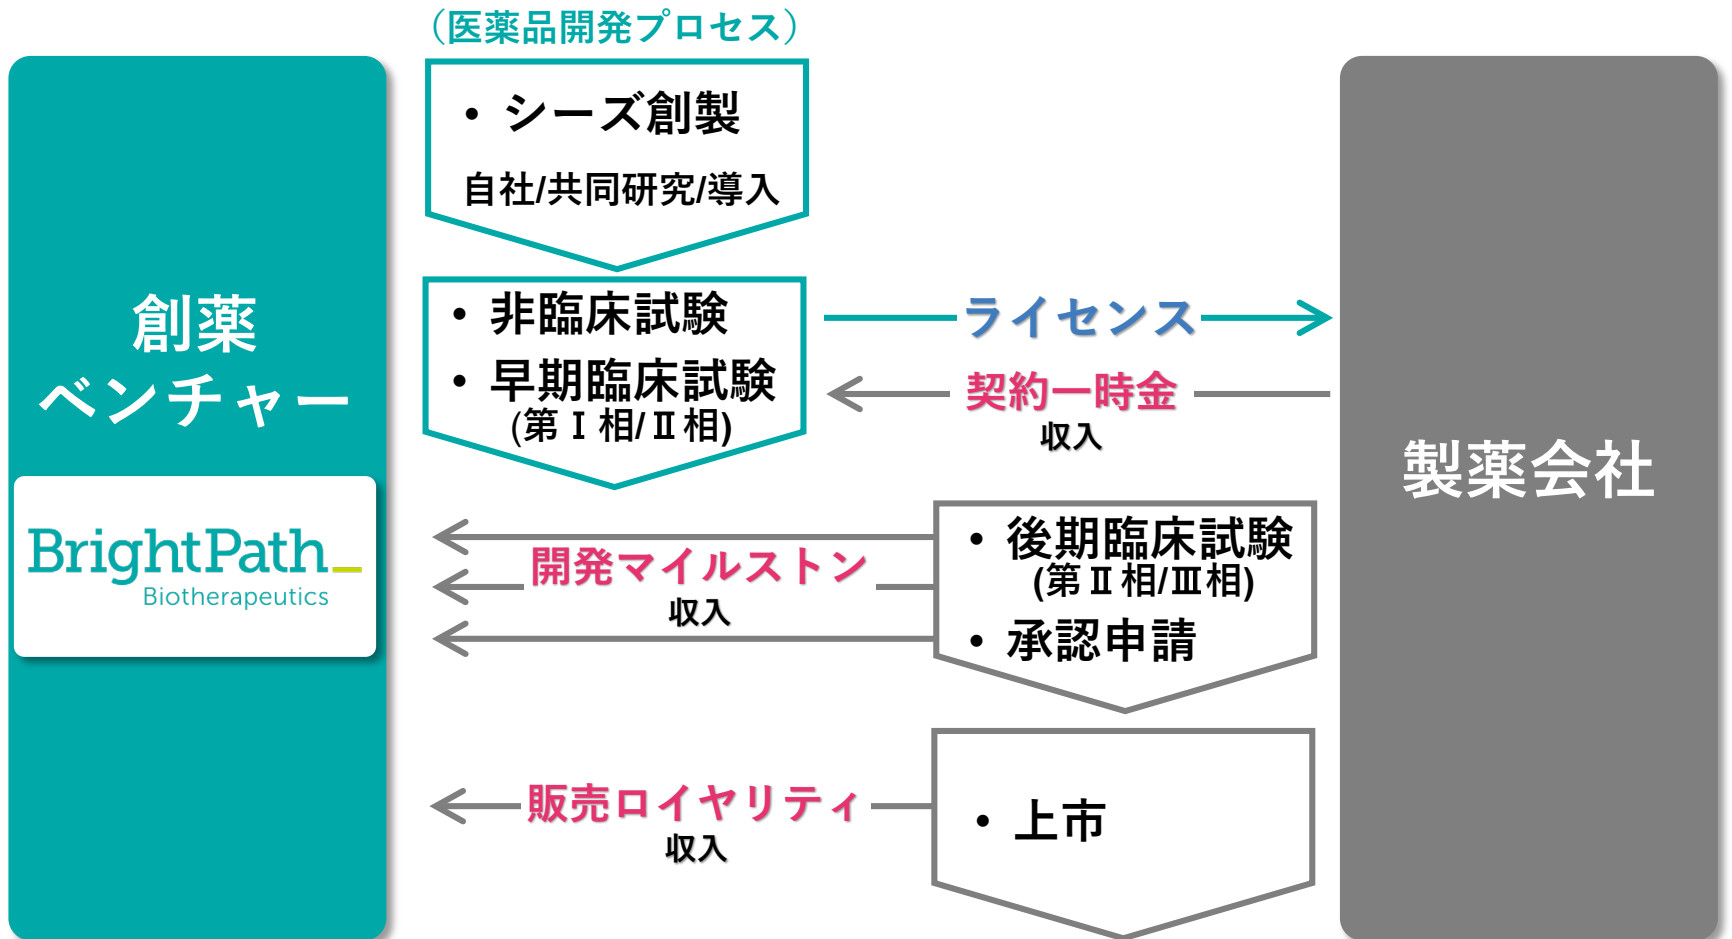 （医薬品開発プロセス）
・シーズ創製
自社/共同研究/導入
創薬
ベンチャー
BrightPath_
Biotherapeutics
・非臨床試験
・早期臨床試験
(第Ⅰ相/Ⅱ相)
ライセンス
契約一時金
収入
製薬会社
・後期臨床試験
(第Ⅱ相/Ⅲ相)
・承認申請
開発マイルストン
収入
・上市
販売ロイヤリティ
収入